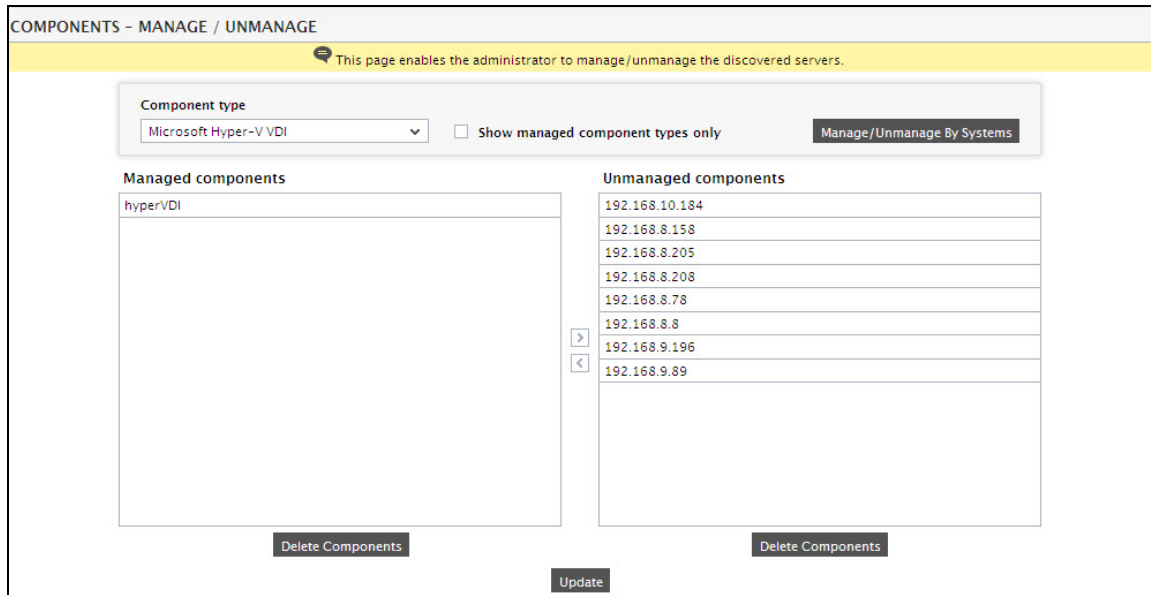 COMPONENTS - MANAGE / UNMANAGE
This page enables the administrator to manage/unmanage the discovered servers.
Component type
Microsoft Hyper-V VDI
Show managed component types only
Manage/Unmanage By Systems
Managed components
hyperVDI
Unmanaged components
192.168.10.184
192.168.8.158
192.168.8.205
192.168.8.208
192.168.8.78
192.168.8.8
192.168.9.196
192.168.9.89
>
<
Delete Components
Delete Components
Update